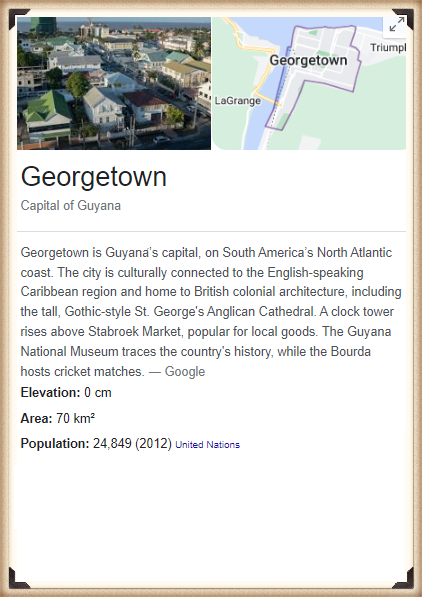 Georgetown
Triumpl
LaGrange
Georgetown
Capital of Guyana
Georgetown is Guyana's capital, on South America's North Atlantic
coast. The city is culturally connected to the English-speaking
Caribbean region and home to British colonial architecture, including
the tall, Gothic-style St. George's Anglican Cathedral. A clock tower
rises above Stabroek Market, popular for local goods. The Guyana
National Museum traces the country's history, while the Bourda
hosts cricket matches. — Google
Elevation: 0 cm
Area: 70 km²
Population: 24,849 (2012) United Nations